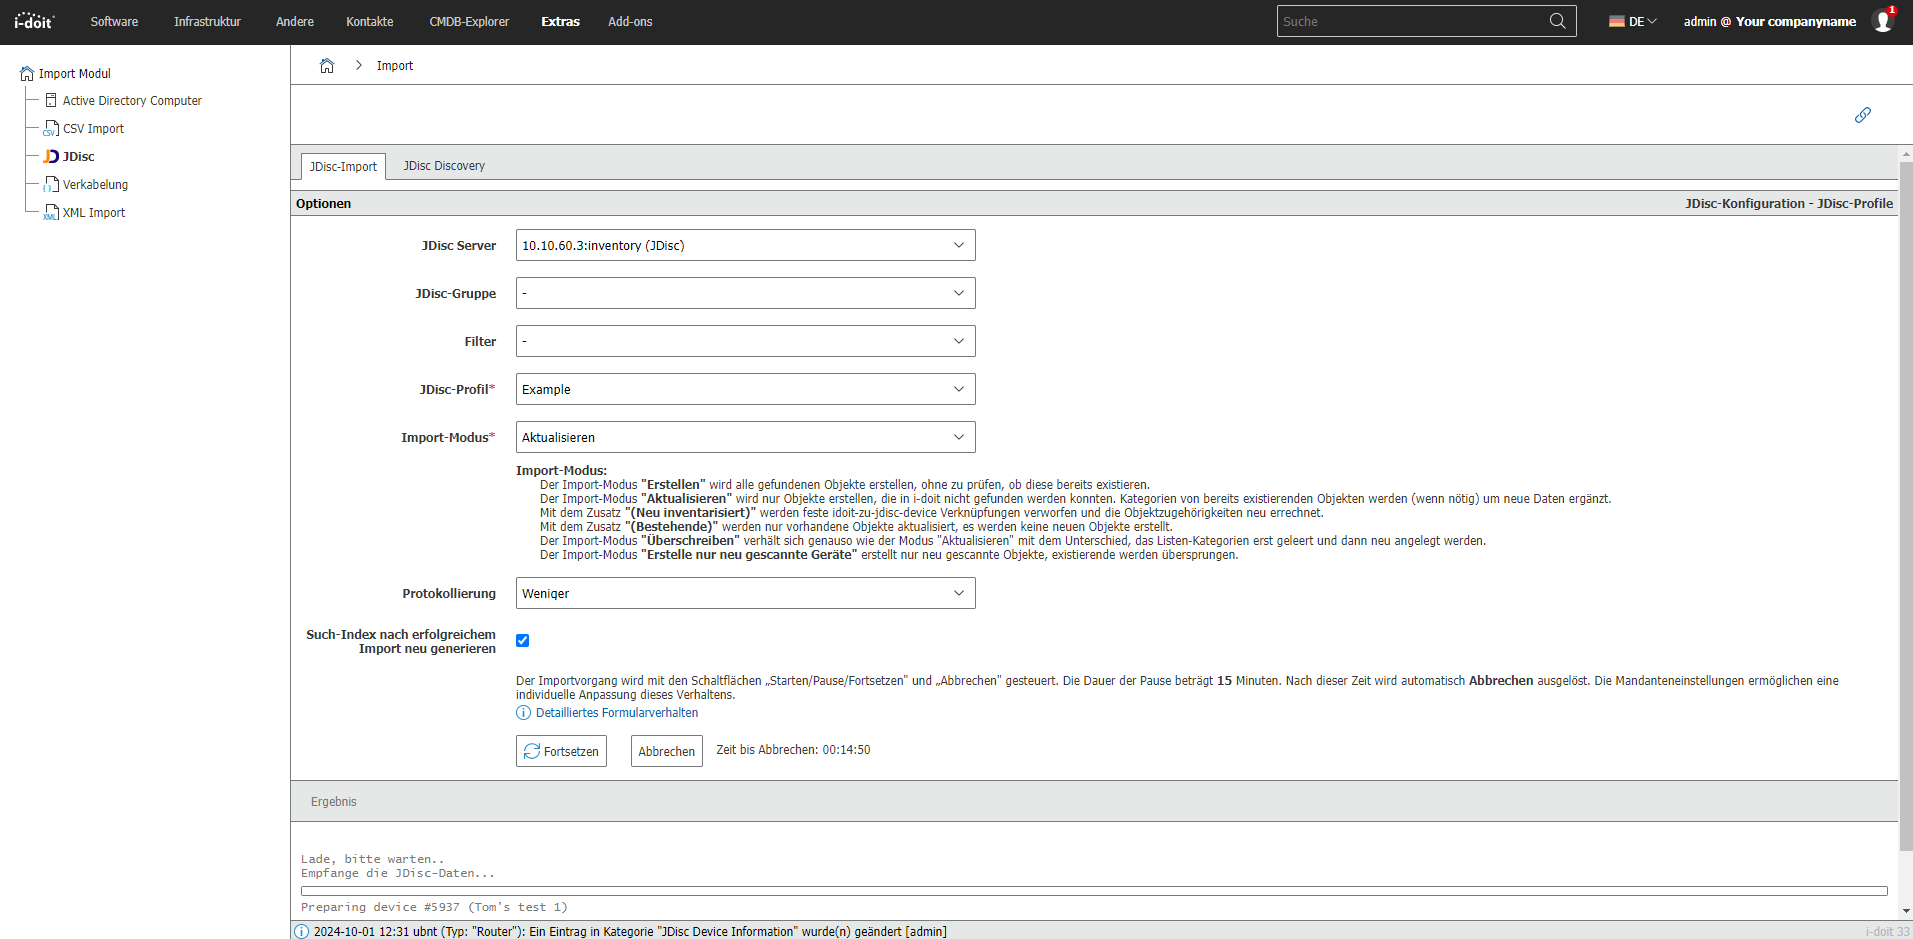 i-doit
Software
Infrastruktur
Andere
Kontakte
CMDB-Explorer
Extras
Add-ons
Suche
DE
admin @ Your companyname
1
Import Modul
Active Directory Computer
CSV Import
JDisc
Verkabelung
XML Import
Import
JDisc-Import
JDisc Discovery
Optionen
JDisc-Konfiguration - JDisc-Profile
JDisc Server
10.10.60.3:inventory (JDisc)
JDisc-Gruppe
-
Filter
-
JDisc-Profil*
Example
Import-Modus*
Aktualisieren
Import-Modus:
Der Import-Modus "Erstellen" wird alle gefundenen Objekte erstellen, ohne zu prüfen, ob diese bereits existieren.
Der Import-Modus "Aktualisieren" wird nur Objekte erstellen, die in i-doit nicht gefunden werden konnten. Kategorien von bereits existierenden Objekten werden (wenn nötig) um neue Daten ergänzt.
Mit dem Zusatz "(Neu inventarisiert)" werden feste idoit-zu-jdisc-device Verknüpfungen verworfen und die Objektzugehörigkeiten neu errechnet.
Mit dem Zusatz "(Bestehende)" werden nur vorhandene Objekte aktualisiert, es werden keine neuen Objekte erstellt.
Der Import-Modus "Überschreiben" verhält sich genauso wie der Modus "Aktualisieren" mit dem Unterschied, das Listen-Kategorien erst geleert und dann neu angelegt werden.
Der Import-Modus "Erstelle nur neu gescannte Geräte" erstellt nur neu gescannte Objekte, existierende werden übersprungen.
Protokollierung
Weniger
Such-Index nach erfolgreichem
Import neu generieren
Der Importvorgang wird mit den Schaltflächen „Starten/Pause/Fortsetzen" und „Abbrechen" gesteuert. Die Dauer der Pause beträgt 15 Minuten. Nach dieser Zeit wird automatisch Abbrechen ausgelöst. Die Mandanteneinstellungen ermöglichen eine
individuelle Anpassung dieses Verhaltens.
Detailliertes Formularverhalten
Fortsetzen
Abbrechen
Zeit bis Abbrechen: 00:14:50
Ergebnis
Lade, bitte warten..
Empfange die JDisc-Daten...
Preparing device #5937 (Tom's test 1)
2024-10-01 12:31 ubnt (Typ: "Router"): Ein Eintrag in Kategorie "JDisc Device Information" wurde(n) geändert [admin]
i-doit 33